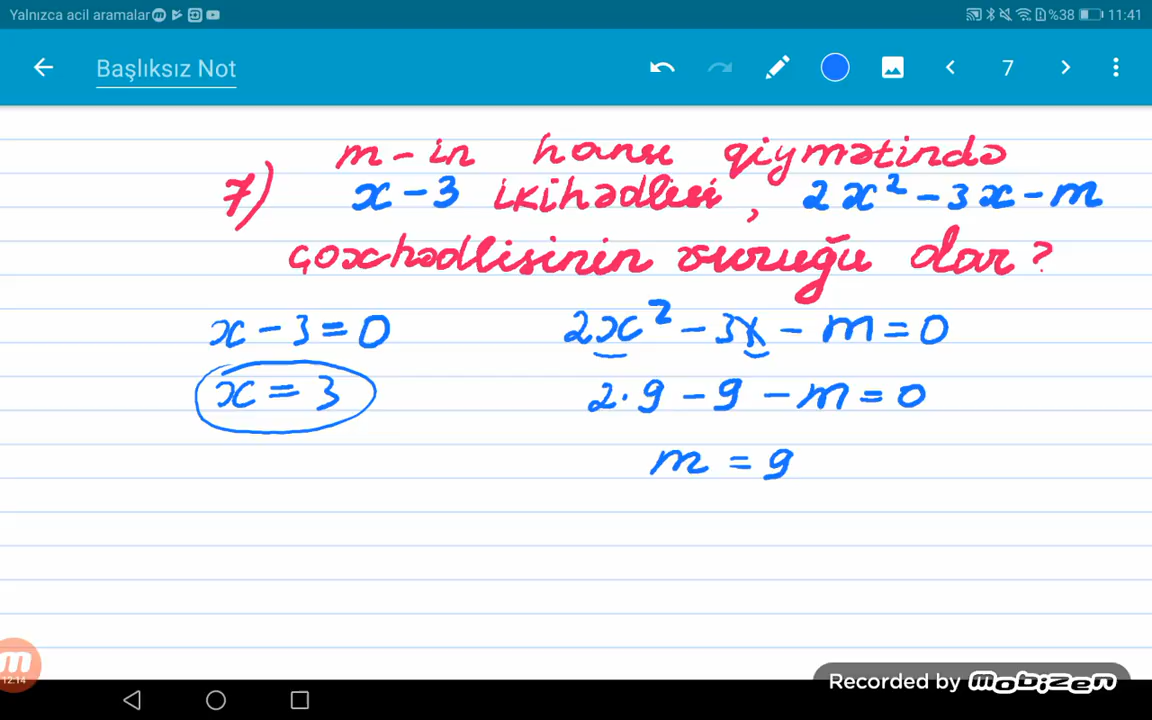 Yalnızca acil aramalar %38 11:41
Başlıksız Not 7
m-in hansı qiymətində
7) x-3 ikihədlisi, 2x² - 3x - m
çoxhədlisinin vuruğu olar?
x - 3 = 0 2x² - 3x - m = 0
x = 3 2·9 - 9 - m = 0
m = 9
12:14
Recorded by mobizen